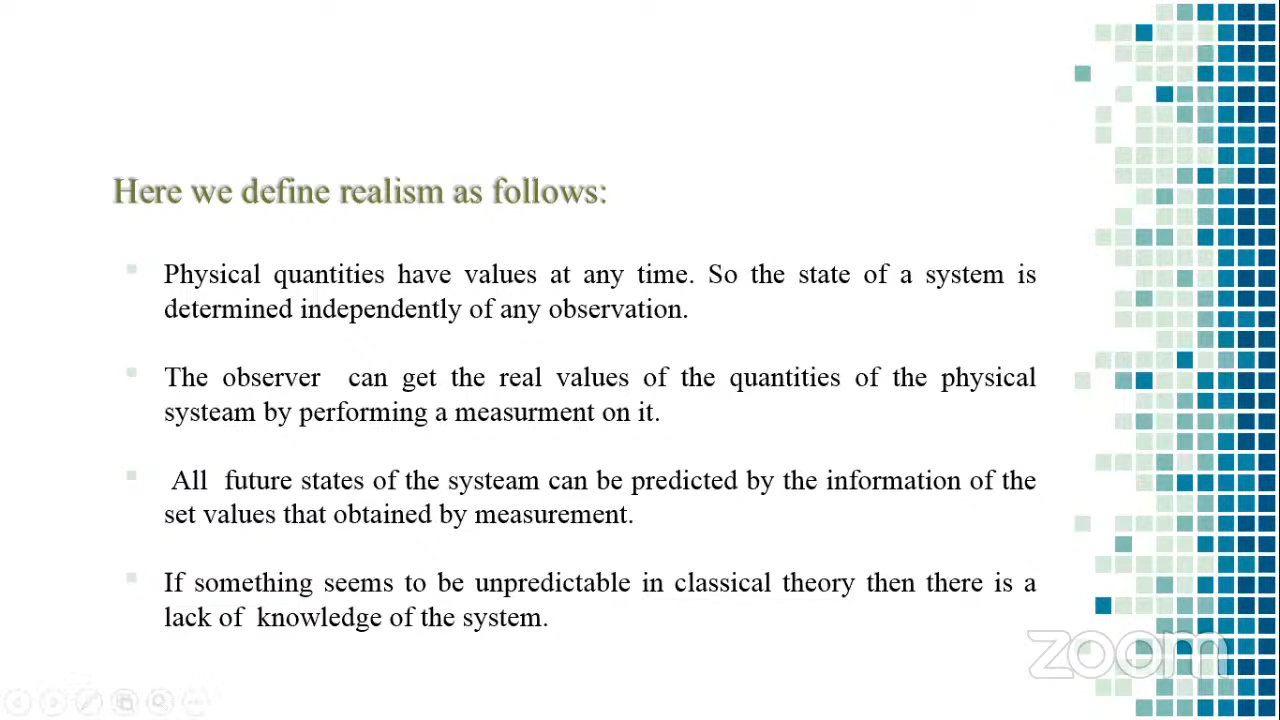 Here we define realism as follows:
Physical quantities have values at any time. So the state of a system is
determined independently of any observation.
The observer can get the real values of the quantities of the physical
systeam by performing a measurment on it.
All future states of the systeam can be predicted by the information of the
set values that obtained by measurement.
If something seems to be unpredictable in classical theory then there is a
lack of knowledge of the system.
zoom